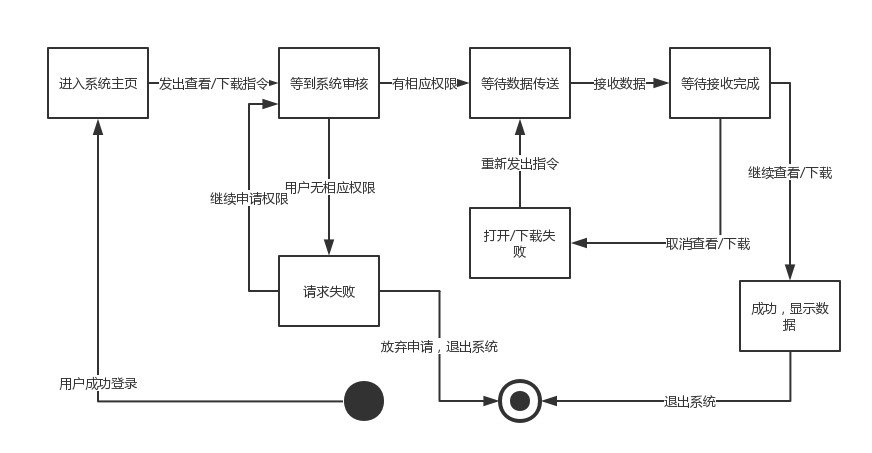 进入系统主页
发出查看/下载指令
等到系统审核
有相应权限
等待数据传送
接收数据
等待接收完成
重新发出指令
继续查看/下载
用户无相应权限
继续申请权限
打开/下载失
败
取消查看/下载
请求失败
成功，显示数
据
放弃申请，退出系统
用户成功登录
退出系统